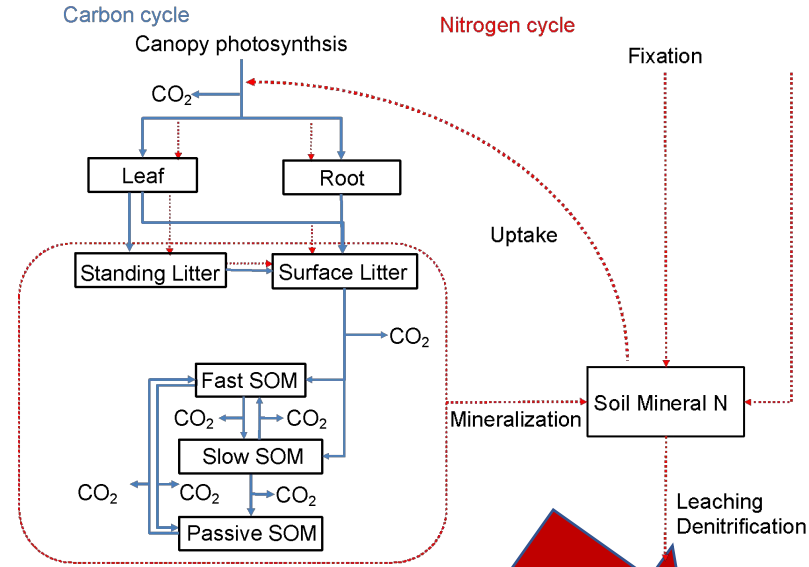 Carbon cycle
Nitrogen cycle
Canopy photosynthsis
Fixation
CO2
Leaf
Root
Uptake
Standing Litter
Surface Litter
CO2
Fast SOM
Soil Mineral N
CO2
CO2
Mineralization
Slow SOM
CO2
CO2
CO2
Leaching
Denitrification
Passive SOM